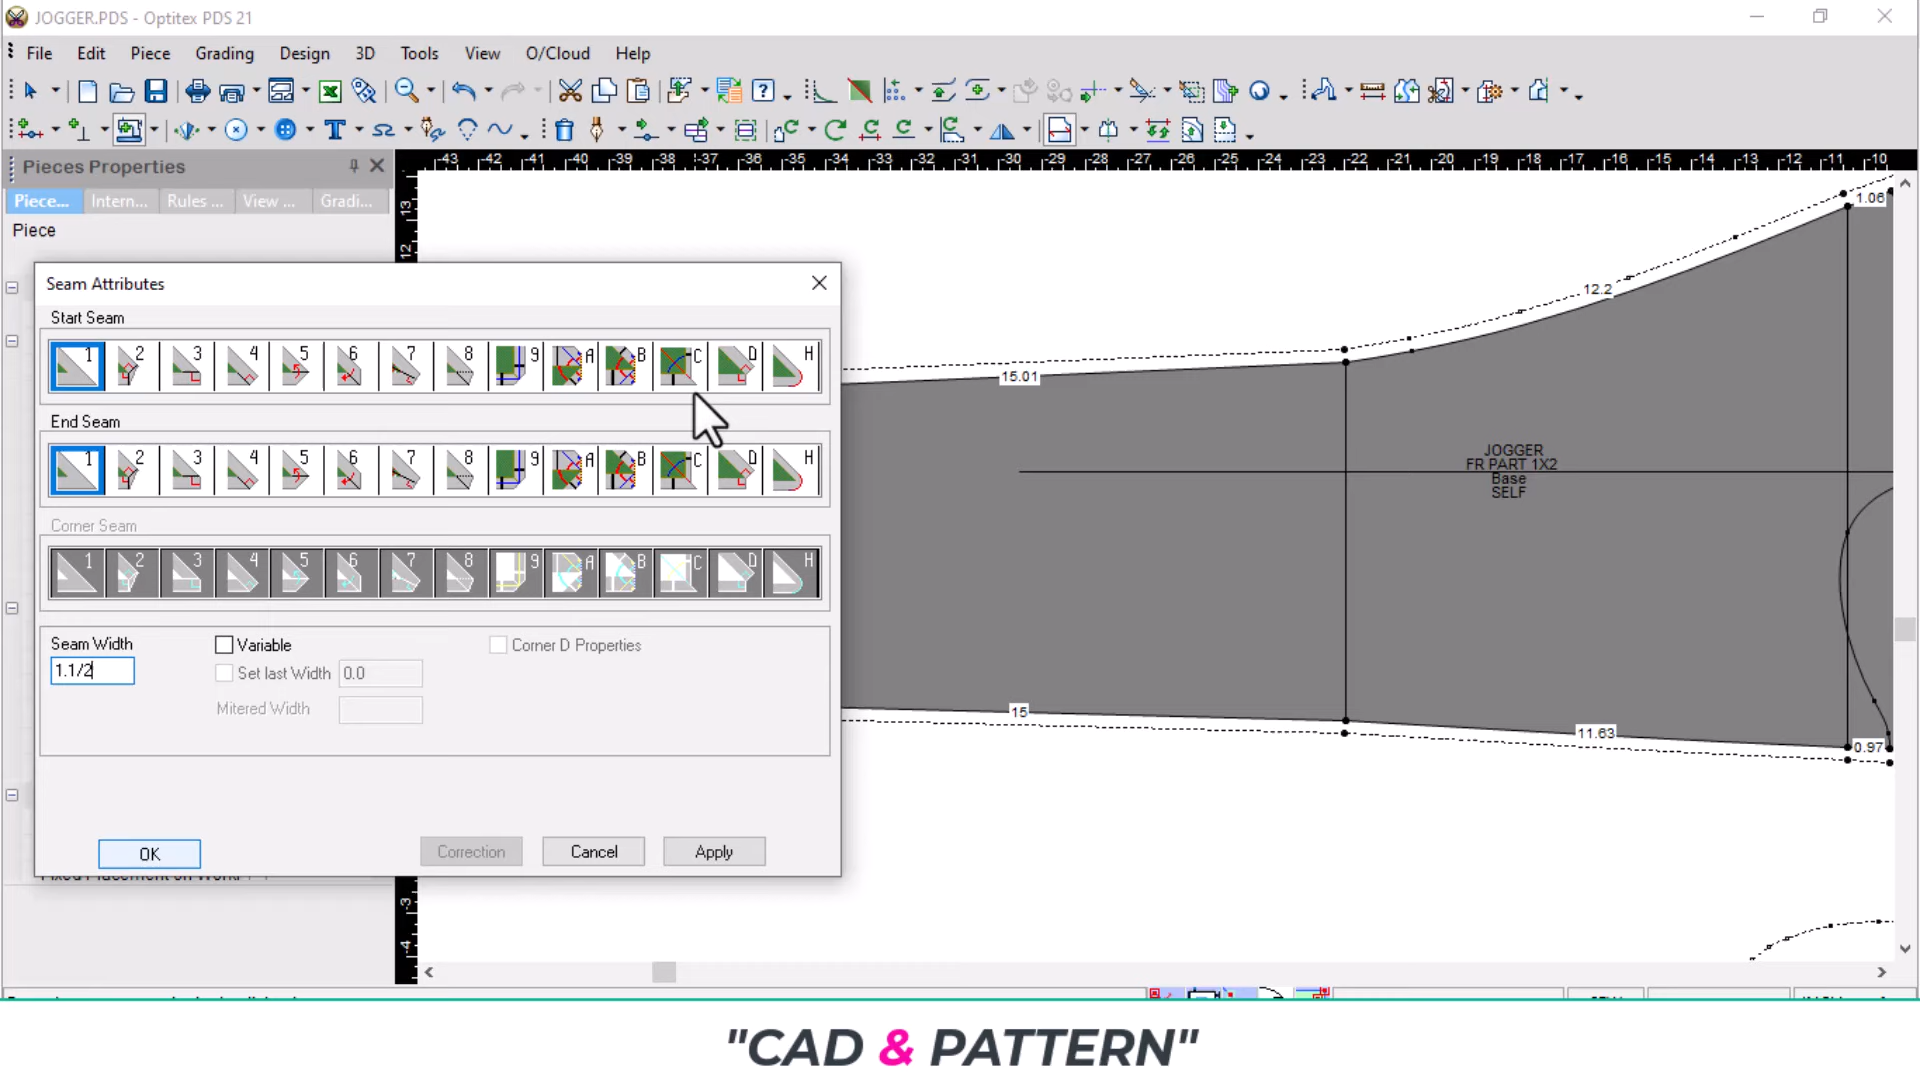 JOGGER.PDS - Optitex PDS 21
File Edit Piece Grading Design 3D Tools View O/Cloud Help
-43 -42 -41 -40 -39 -38 -37 -36 -35 -34 -33 -32 -31 -30 -29 -28 -27 -26 -25 -24 -23 -22 -21 -20 -19 -18 -17 -16 -15 -14 -13 -12 -11 -10
Pieces Properties
Piece... Intern... Rules ... View ... Gradi...
Piece
13
12
Seam Attributes
Start Seam
1 2 3 4 5 6 7 8 9 A B C D H
End Seam
1 2 3 4 5 6 7 8 9 A B C D H
Corner Seam
1 2 3 4 5 6 7 8 9 A B C D H
Seam Width
1.1/2
Variable
Set last Width 0.0
Mitered Width
Corner D Properties
OK Correction Cancel Apply
-3
-4
1.06
12.2
15.01
JOGGER
FR PART 1X2
Base
SELF
15
11.63
0.97
"CAD & PATTERN"